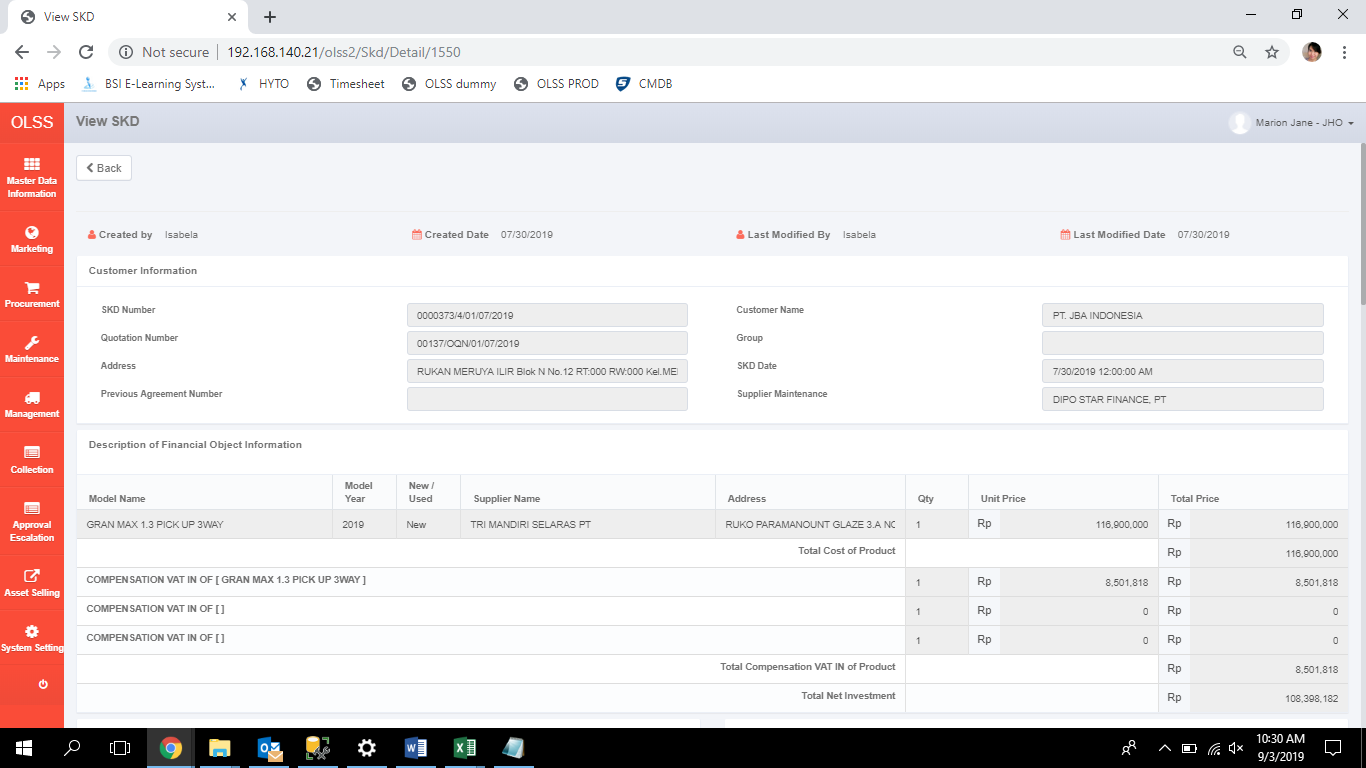 View SKD
Not secure 192.168.140.21/olss2/Skd/Detail/1550
Apps BSI E-Learning Syst... HYTO Timesheet OLSS dummy OLSS PROD CMDB
OLSS View SKD Marion Jane - JHO
Master Data Information
Marketing
Procurement
Maintenance
Management
Collection
Approval Escalation
Asset Selling
System Setting
Back
Created by Isabela Created Date 07/30/2019 Last Modified By Isabela Last Modified Date 07/30/2019
Customer Information
SKD Number 0000373/4/01/07/2019 Customer Name PT. JBA INDONESIA
Quotation Number 00137/OQN/01/07/2019 Group
Address RUKAN MERUYA ILIR Blok N No.12 RT:000 RW:000 Kel.MEI SKD Date 7/30/2019 12:00:00 AM
Previous Agreement Number Supplier Maintenance DIPO STAR FINANCE, PT
Description of Financial Object Information
Model Name Model Year New / Used Supplier Name Address Qty Unit Price Total Price
GRAN MAX 1.3 PICK UP 3WAY 2019 New TRI MANDIRI SELARAS PT RUKO PARAMANOUNT GLAZE 3.A NC 1 Rp 116,900,000 Rp 116,900,000
Total Cost of Product Rp 116,900,000
COMPENSATION VAT IN OF [ GRAN MAX 1.3 PICK UP 3WAY ] 1 Rp 8,501,818 Rp 8,501,818
COMPENSATION VAT IN OF [ ] 1 Rp 0 Rp 0
COMPENSATION VAT IN OF [ ] 1 Rp 0 Rp 0
Total Compensation VAT IN of Product Rp 8,501,818
Total Net Investment Rp 108,398,182
10:30 AM
9/3/2019